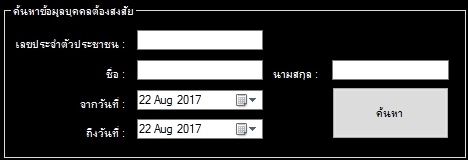 ค้นหาข้อมูลบุคคลต้องสงสัย
เลขประจำตัวประชาชน :
ชื่อ : นามสกุล :
จากวันที่ : 22 Aug 2017
ถึงวันที่ : 22 Aug 2017
ค้นหา